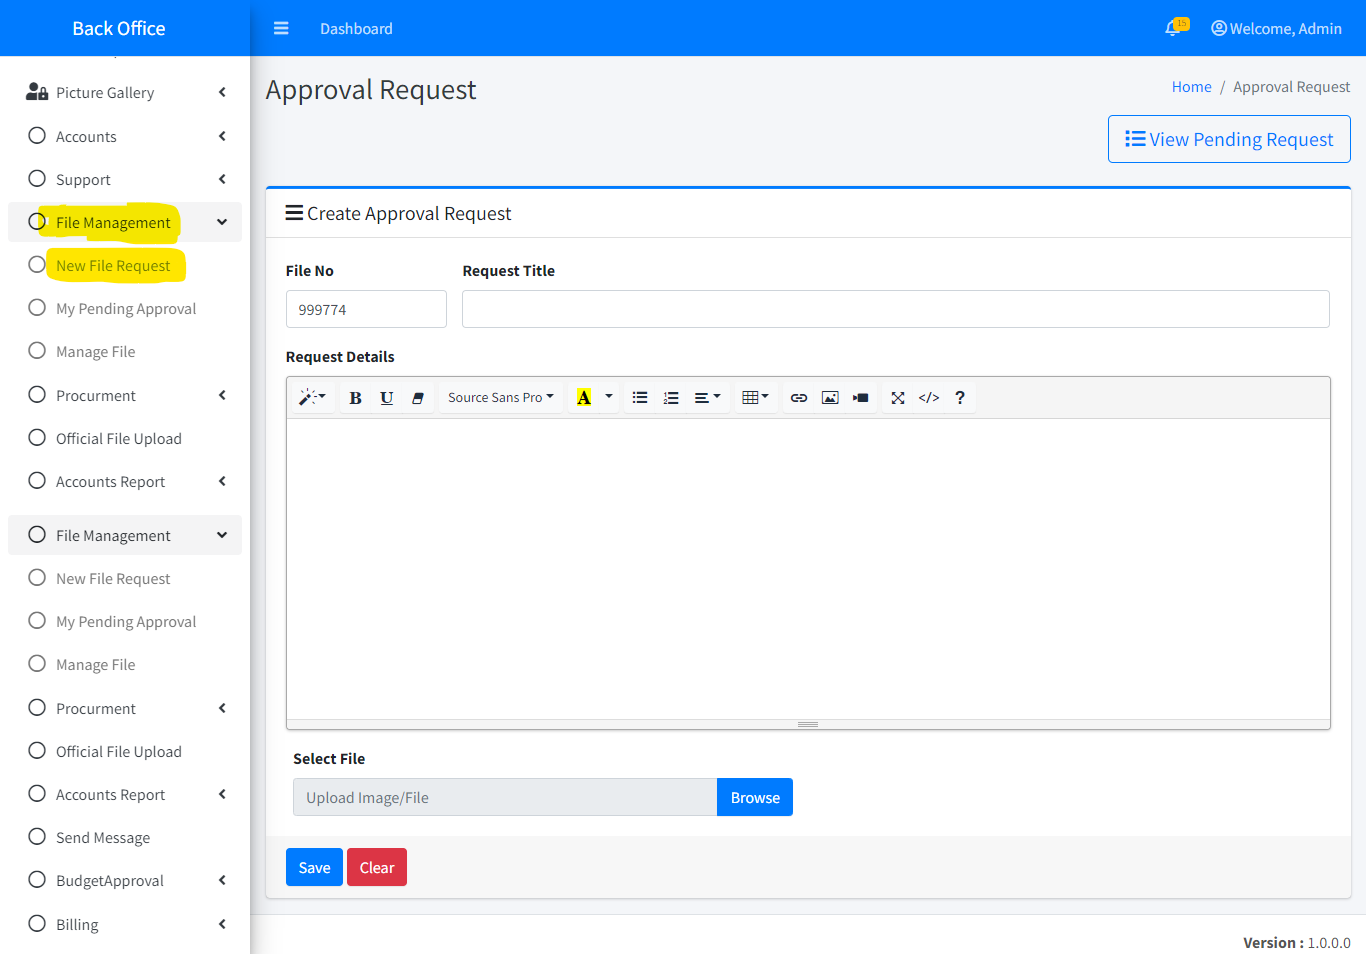 Back Office
Dashboard
15
Welcome, Admin
Picture Gallery
Accounts
Support
File Management
New File Request
My Pending Approval
Manage File
Procurment
Official File Upload
Accounts Report
File Management
New File Request
My Pending Approval
Manage File
Procurment
Official File Upload
Accounts Report
Send Message
BudgetApproval
Billing
Approval Request
Home / Approval Request
View Pending Request
Create Approval Request
File No
Request Title
999774
Request Details
B U Source Sans Pro A </> ?
Select File
Upload Image/File
Browse
Save
Clear
Version : 1.0.0.0